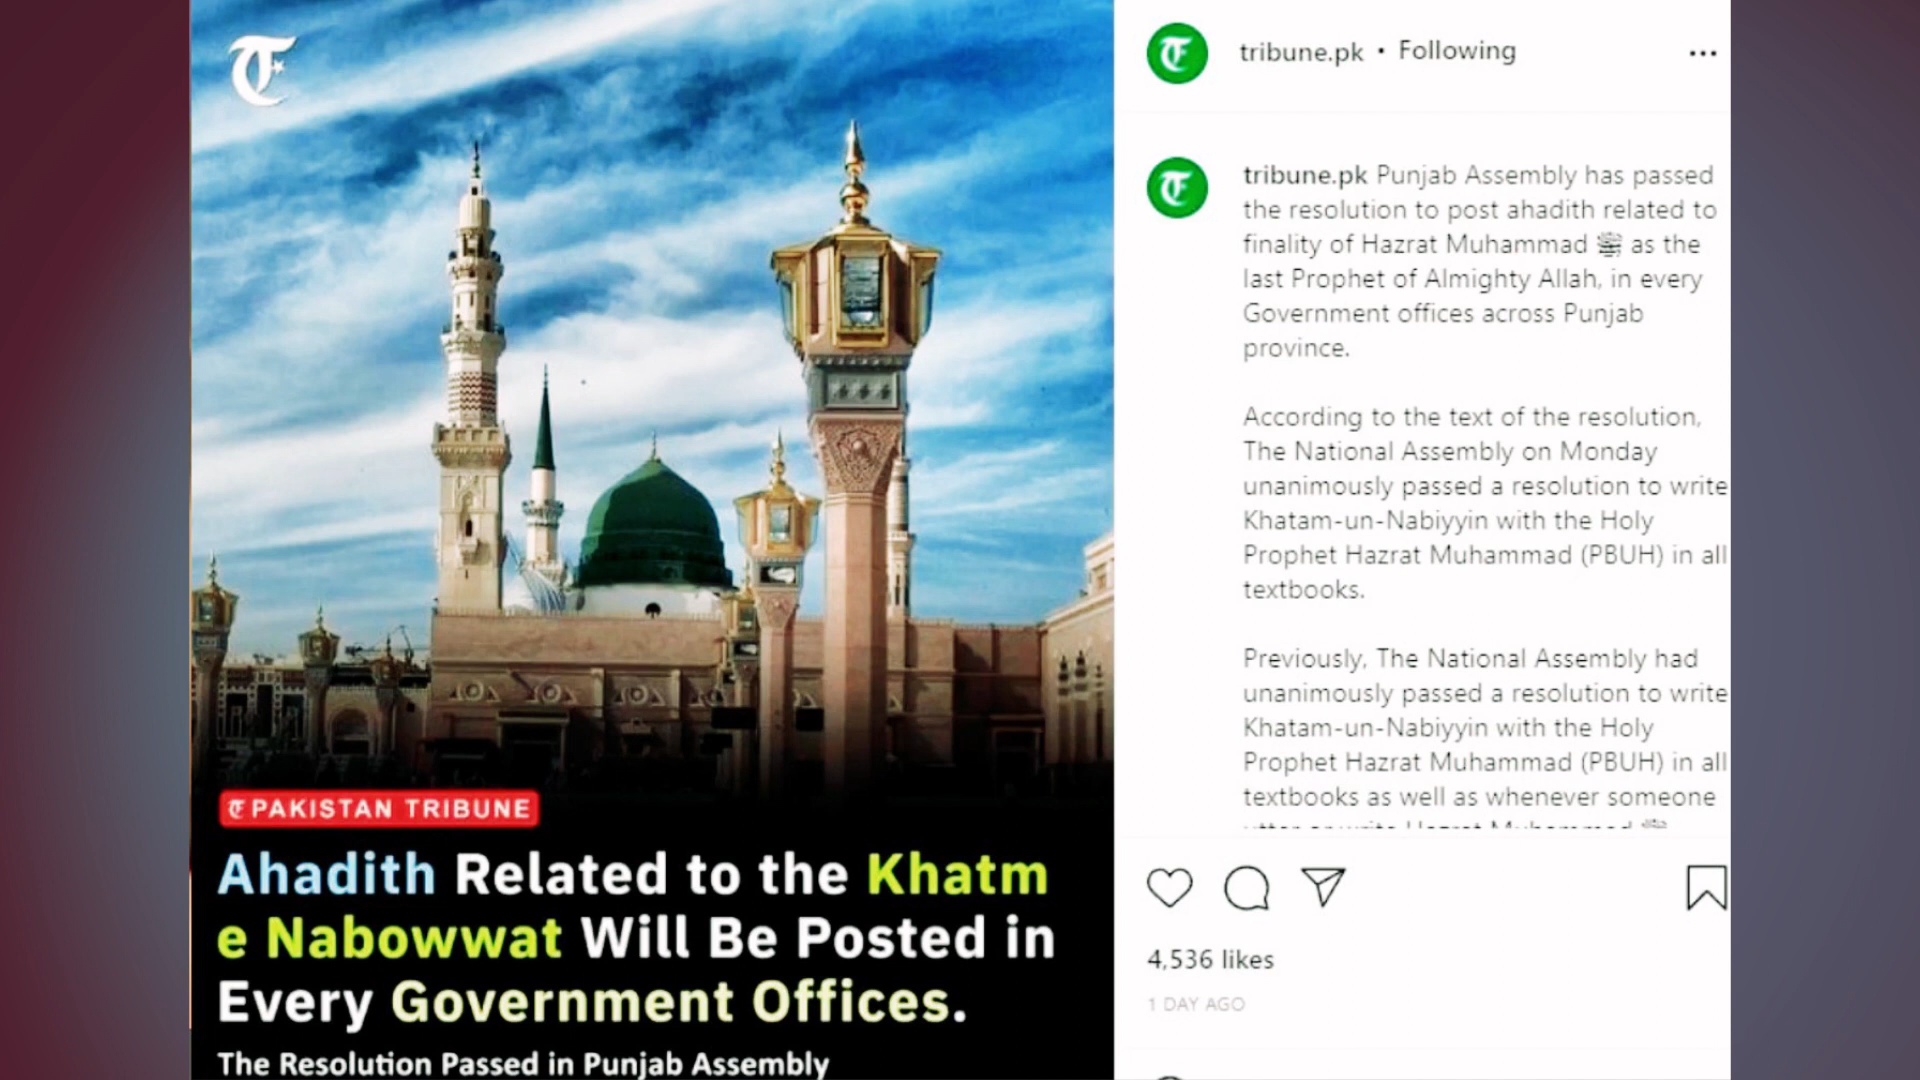 PAKISTAN TRIBUNE
Ahadith Related to the Khatm
e Nabowwat Will Be Posted in
Every Government Offices.
The Resolution Passed in Punjab Assembly
tribune.pk • Following
tribune.pk Punjab Assembly has passed
the resolution to post ahadith related to
finality of Hazrat Muhammad ﷺ as the
last Prophet of Almighty Allah, in every
Government offices across Punjab
province.
According to the text of the resolution,
The National Assembly on Monday
unanimously passed a resolution to write
Khatam-un-Nabiyyin with the Holy
Prophet Hazrat Muhammad (PBUH) in all
textbooks.
Previously, The National Assembly had
unanimously passed a resolution to write
Khatam-un-Nabiyyin with the Holy
Prophet Hazrat Muhammad (PBUH) in all
textbooks as well as whenever someone
4,536 likes
1 DAY AGO